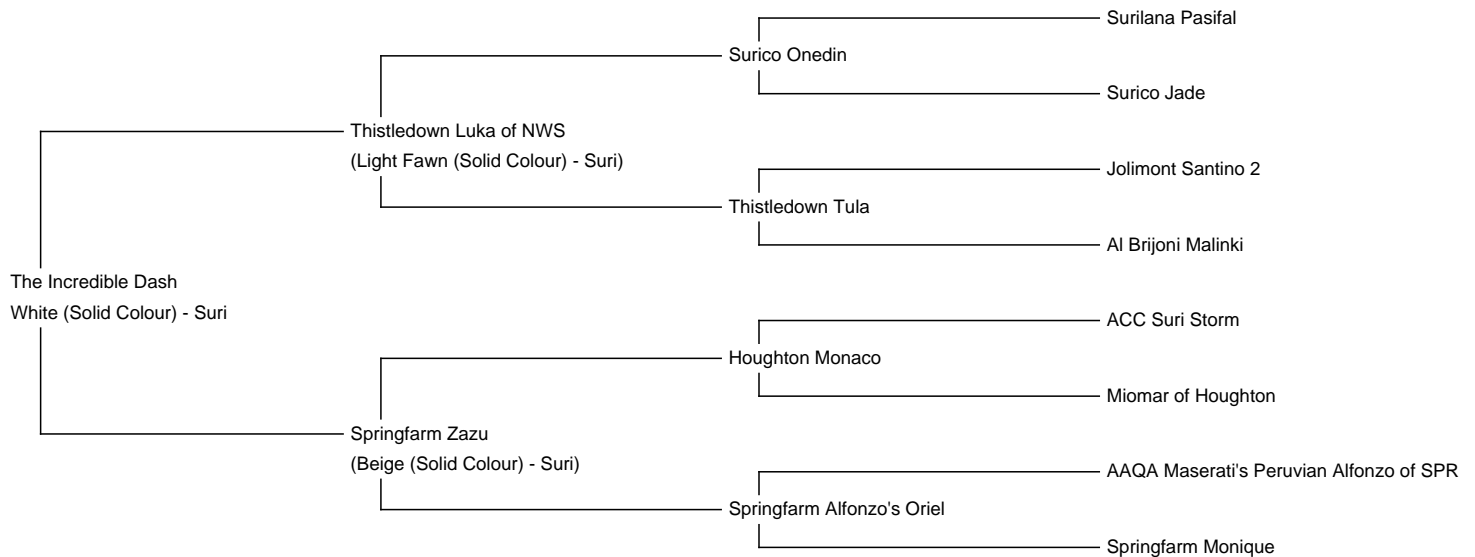 Surilana Pasifal
Surico Onedin
Surico Jade
Thistledown Luka of NWS
(Light Fawn (Solid Colour) - Suri)
Jolimont Santino 2
Thistledown Tula
Al Brijoni Malinki
The Incredible Dash
White (Solid Colour) - Suri
ACC Suri Storm
Houghton Monaco
Miomar of Houghton
Springfarm Zazu
(Beige (Solid Colour) - Suri)
AAQA Maserati's Peruvian Alfonzo of SPR
Springfarm Alfonzo's Oriel
Springfarm Monique